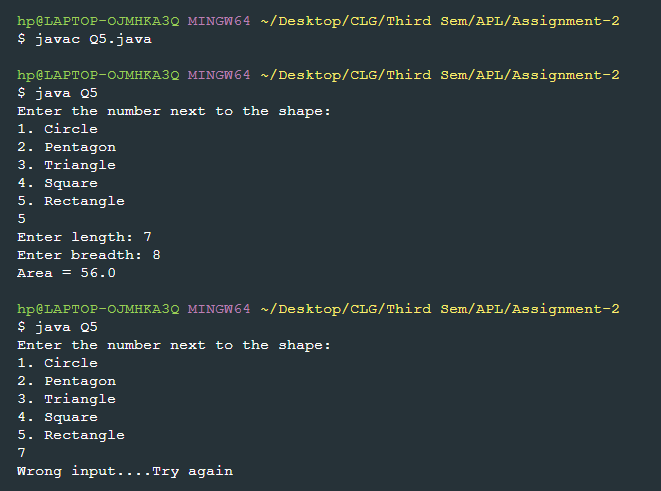 hp@LAPTOP-OJMHKA3Q MINGW64 ~/Desktop/CLG/Third Sem/APL/Assignment-2
$ javac Q5.java
hp@LAPTOP-OJMHKA3Q MINGW64 ~/Desktop/CLG/Third Sem/APL/Assignment-2
$ java Q5
Enter the number next to the shape:
1. Circle
2. Pentagon
3. Triangle
4. Square
5. Rectangle
5
Enter length: 7
Enter breadth: 8
Area = 56.0
hp@LAPTOP-OJMHKA3Q MINGW64 ~/Desktop/CLG/Third Sem/APL/Assignment-2
$ java Q5
Enter the number next to the shape:
1. Circle
2. Pentagon
3. Triangle
4. Square
5. Rectangle
7
Wrong input....Try again